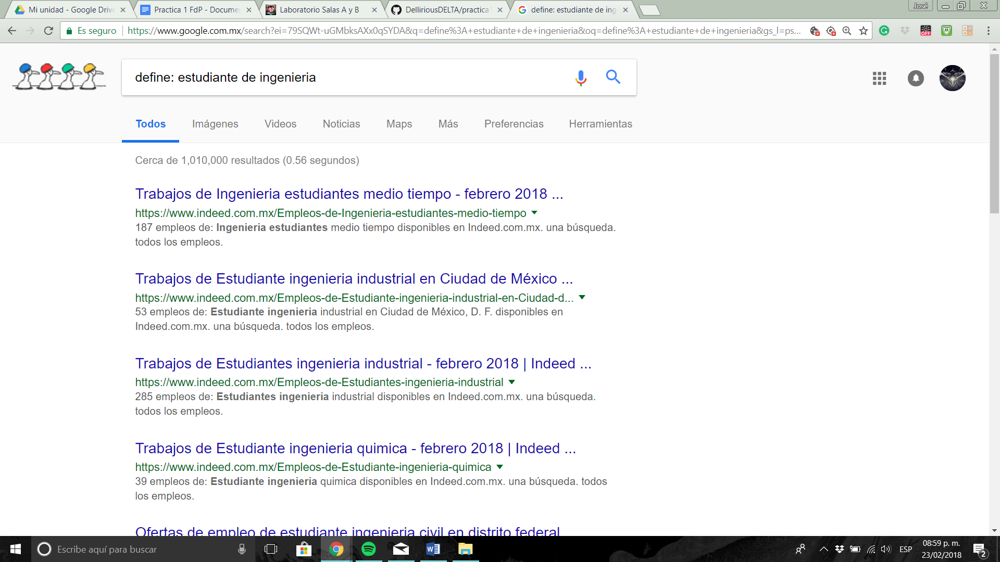 Mi unidad - Google Drive
Practica 1 FdP - Docume
Laboratorio Salas A y B
DelliriousDELTA/practica1
define: estudiante de ing
José
Es seguro
https://www.google.com.mx/search?ei=79SQWt-uGMbksAXx0qSYDA&q=define%3A+estudiante+de+ingenieria&oq=define%3A+estudiante+de+ingenieria&gs_l=ps...
OFF
define: estudiante de ingenieria
Todos
Imágenes
Videos
Noticias
Maps
Más
Preferencias
Herramientas
Cerca de 1,010,000 resultados (0.56 segundos)
Trabajos de Ingenieria estudiantes medio tiempo - febrero 2018 ...
https://www.indeed.com.mx/Empleos-de-Ingenieria-estudiantes-medio-tiempo
187 empleos de: Ingenieria estudiantes medio tiempo disponibles en Indeed.com.mx. una búsqueda.
todos los empleos.
Trabajos de Estudiante ingenieria industrial en Ciudad de México ...
https://www.indeed.com.mx/Empleos-de-Estudiante-ingenieria-industrial-en-Ciudad-d...
53 empleos de: Estudiante ingenieria industrial en Ciudad de México, D. F. disponibles en
Indeed.com.mx. una búsqueda. todos los empleos.
Trabajos de Estudiantes ingenieria industrial - febrero 2018 | Indeed ...
https://www.indeed.com.mx/Empleos-de-Estudiantes-ingenieria-industrial
285 empleos de: Estudiantes ingenieria industrial disponibles en Indeed.com.mx. una búsqueda.
todos los empleos.
Trabajos de Estudiante ingenieria quimica - febrero 2018 | Indeed ...
https://www.indeed.com.mx/Empleos-de-Estudiante-ingenieria-quimica
39 empleos de: Estudiante ingenieria quimica disponibles en Indeed.com.mx. una búsqueda. todos
los empleos.
Ofertas de empleo de estudiante ingenieria civil en distrito federal
Escribe aquí para buscar
ESP
08:59 p. m.
23/02/2018
2